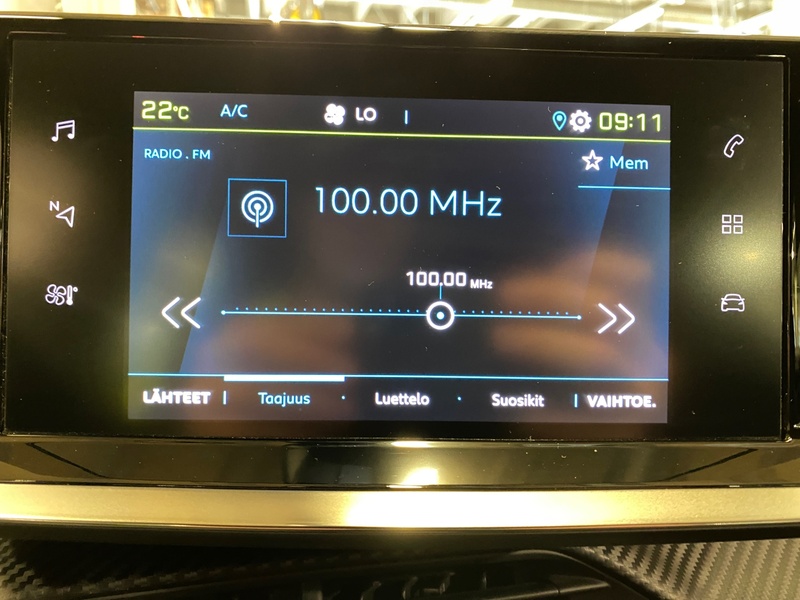 22°C A/C LO 09:11
RADIO . FM
Mem
100.00 MHz
N
100.00 MHz
LÄHTEET Taajuus · Luettelo · Suosikit VAIHTOE.